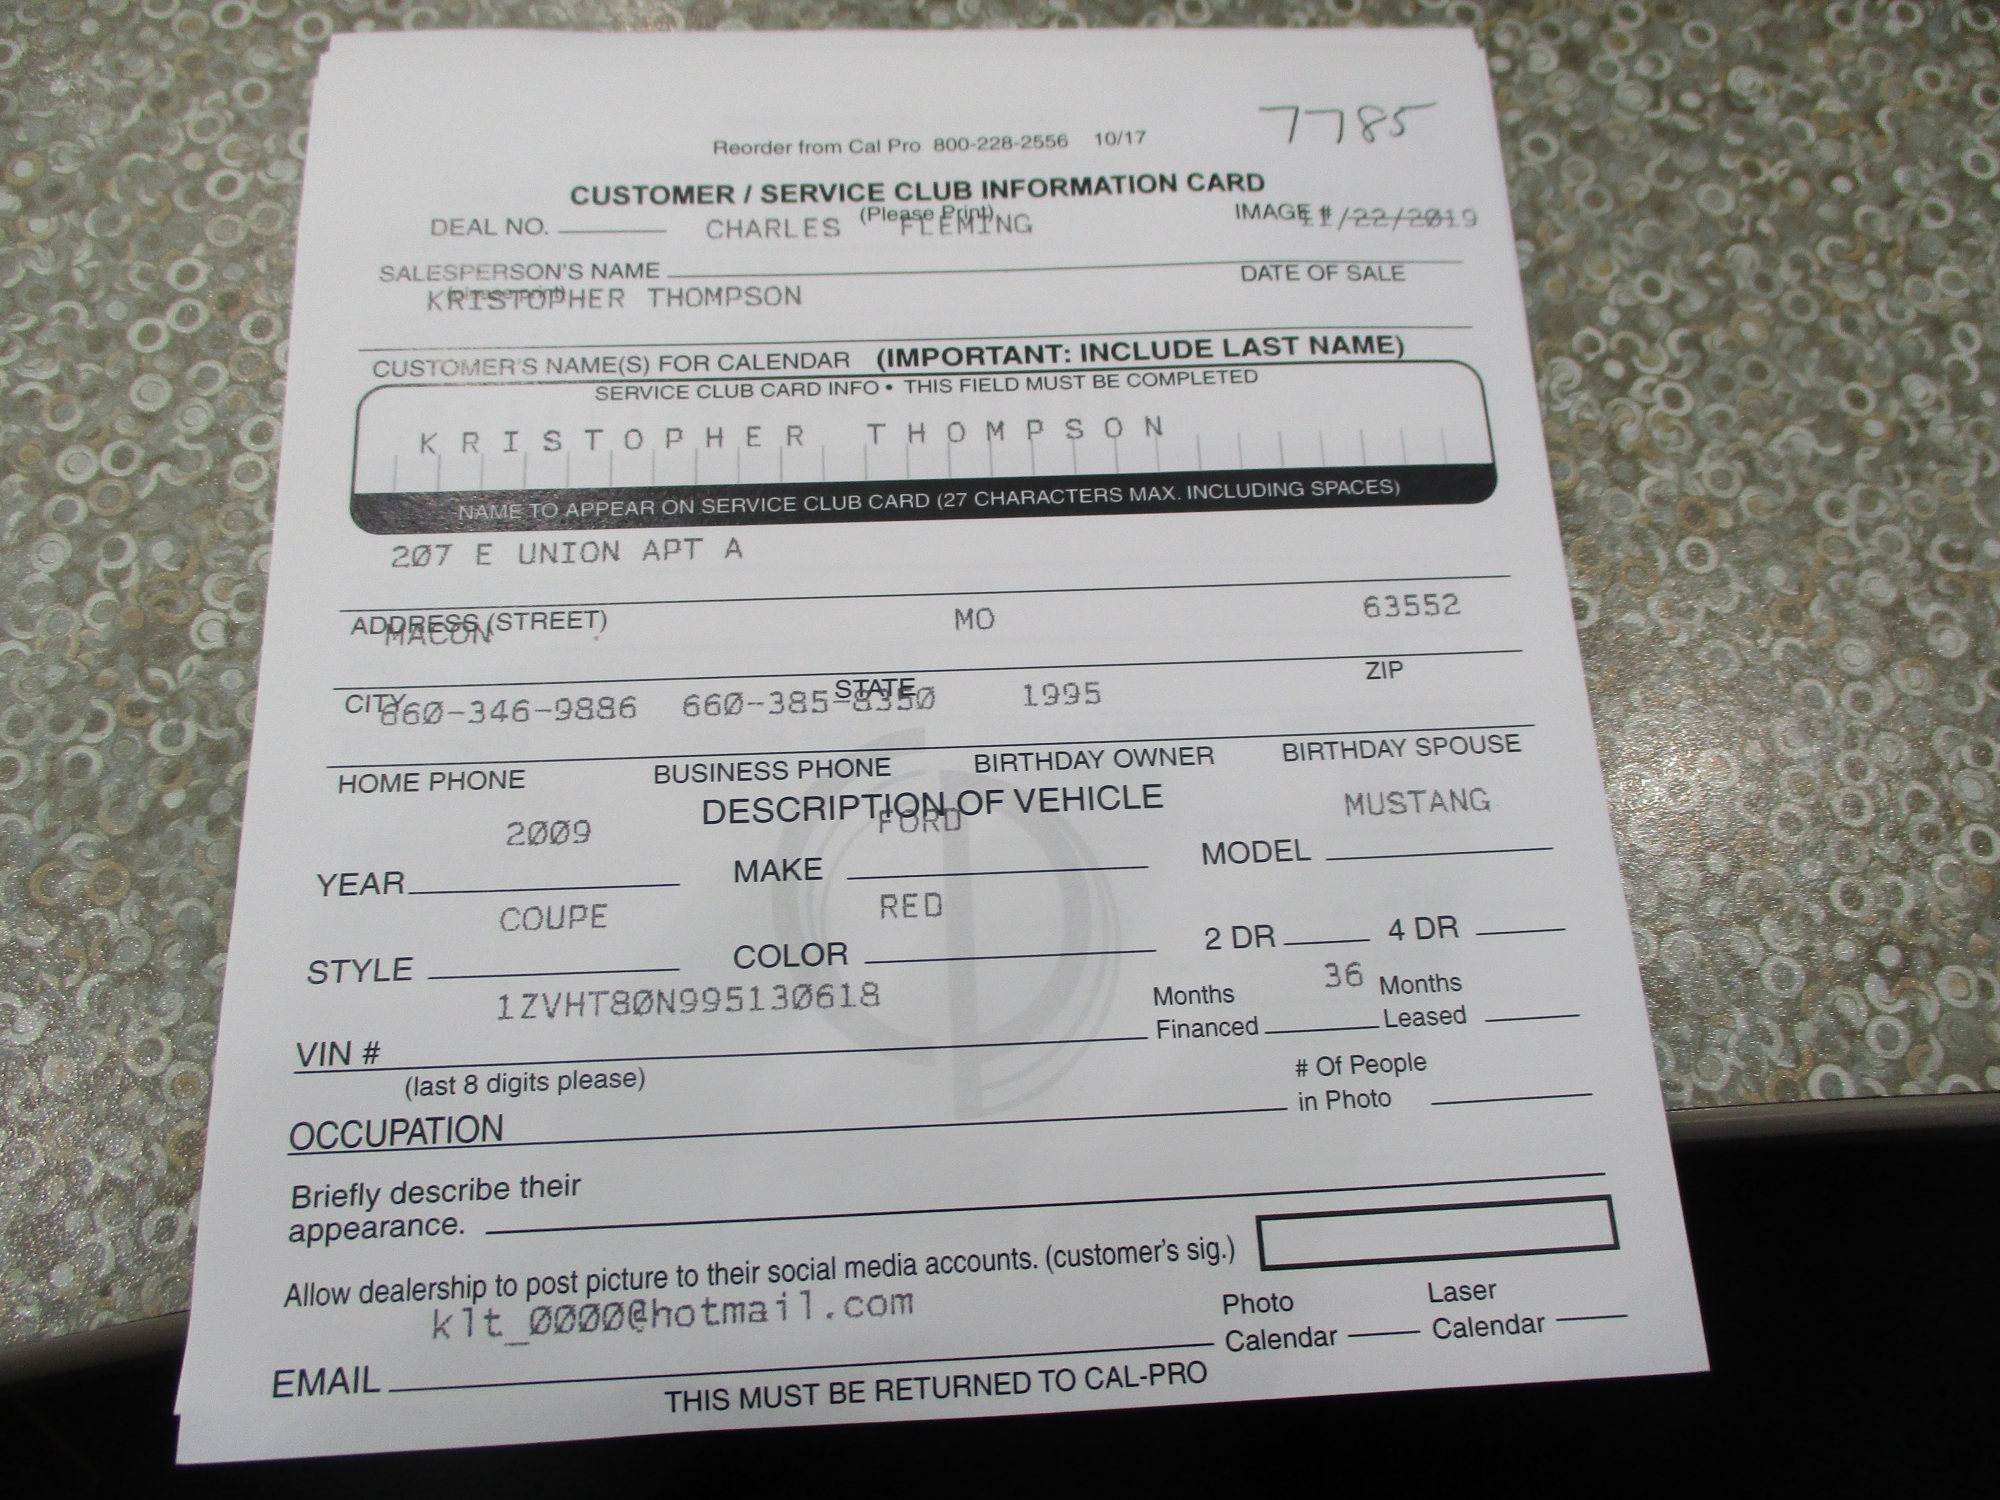 7785
Reorder from Cal Pro 800-228-2556 10/17
CUSTOMER / SERVICE CLUB INFORMATION CARD
(Please Print)
DEAL NO. CHARLES FLEMING IMAGE # 11/22/2019
SALESPERSON'S NAME DATE OF SALE
(please print)
KRISTOPHER THOMPSON
CUSTOMER'S NAME(S) FOR CALENDAR (IMPORTANT: INCLUDE LAST NAME)
SERVICE CLUB CARD INFO • THIS FIELD MUST BE COMPLETED
KRISTOPHER THOMPSON
NAME TO APPEAR ON SERVICE CLUB CARD (27 CHARACTERS MAX. INCLUDING SPACES)
207 E UNION APT A
ADDRESS (STREET)
MACON MO 63552
CITY STATE ZIP
660-346-9886 660-385-8350 1995
HOME PHONE BUSINESS PHONE BIRTHDAY OWNER BIRTHDAY SPOUSE
DESCRIPTION OF VEHICLE
2009 FORD MUSTANG
YEAR MAKE MODEL
COUPE RED
STYLE COLOR 2 DR 4 DR
1ZVHT80N995130618 Months 36 Months
VIN # Financed Leased
(last 8 digits please) # Of People
OCCUPATION in Photo
Briefly describe their
appearance.
Allow dealership to post picture to their social media accounts. (customer's sig.)
klt_0000@hotmail.com Photo Laser
EMAIL Calendar Calendar
THIS MUST BE RETURNED TO CAL-PRO